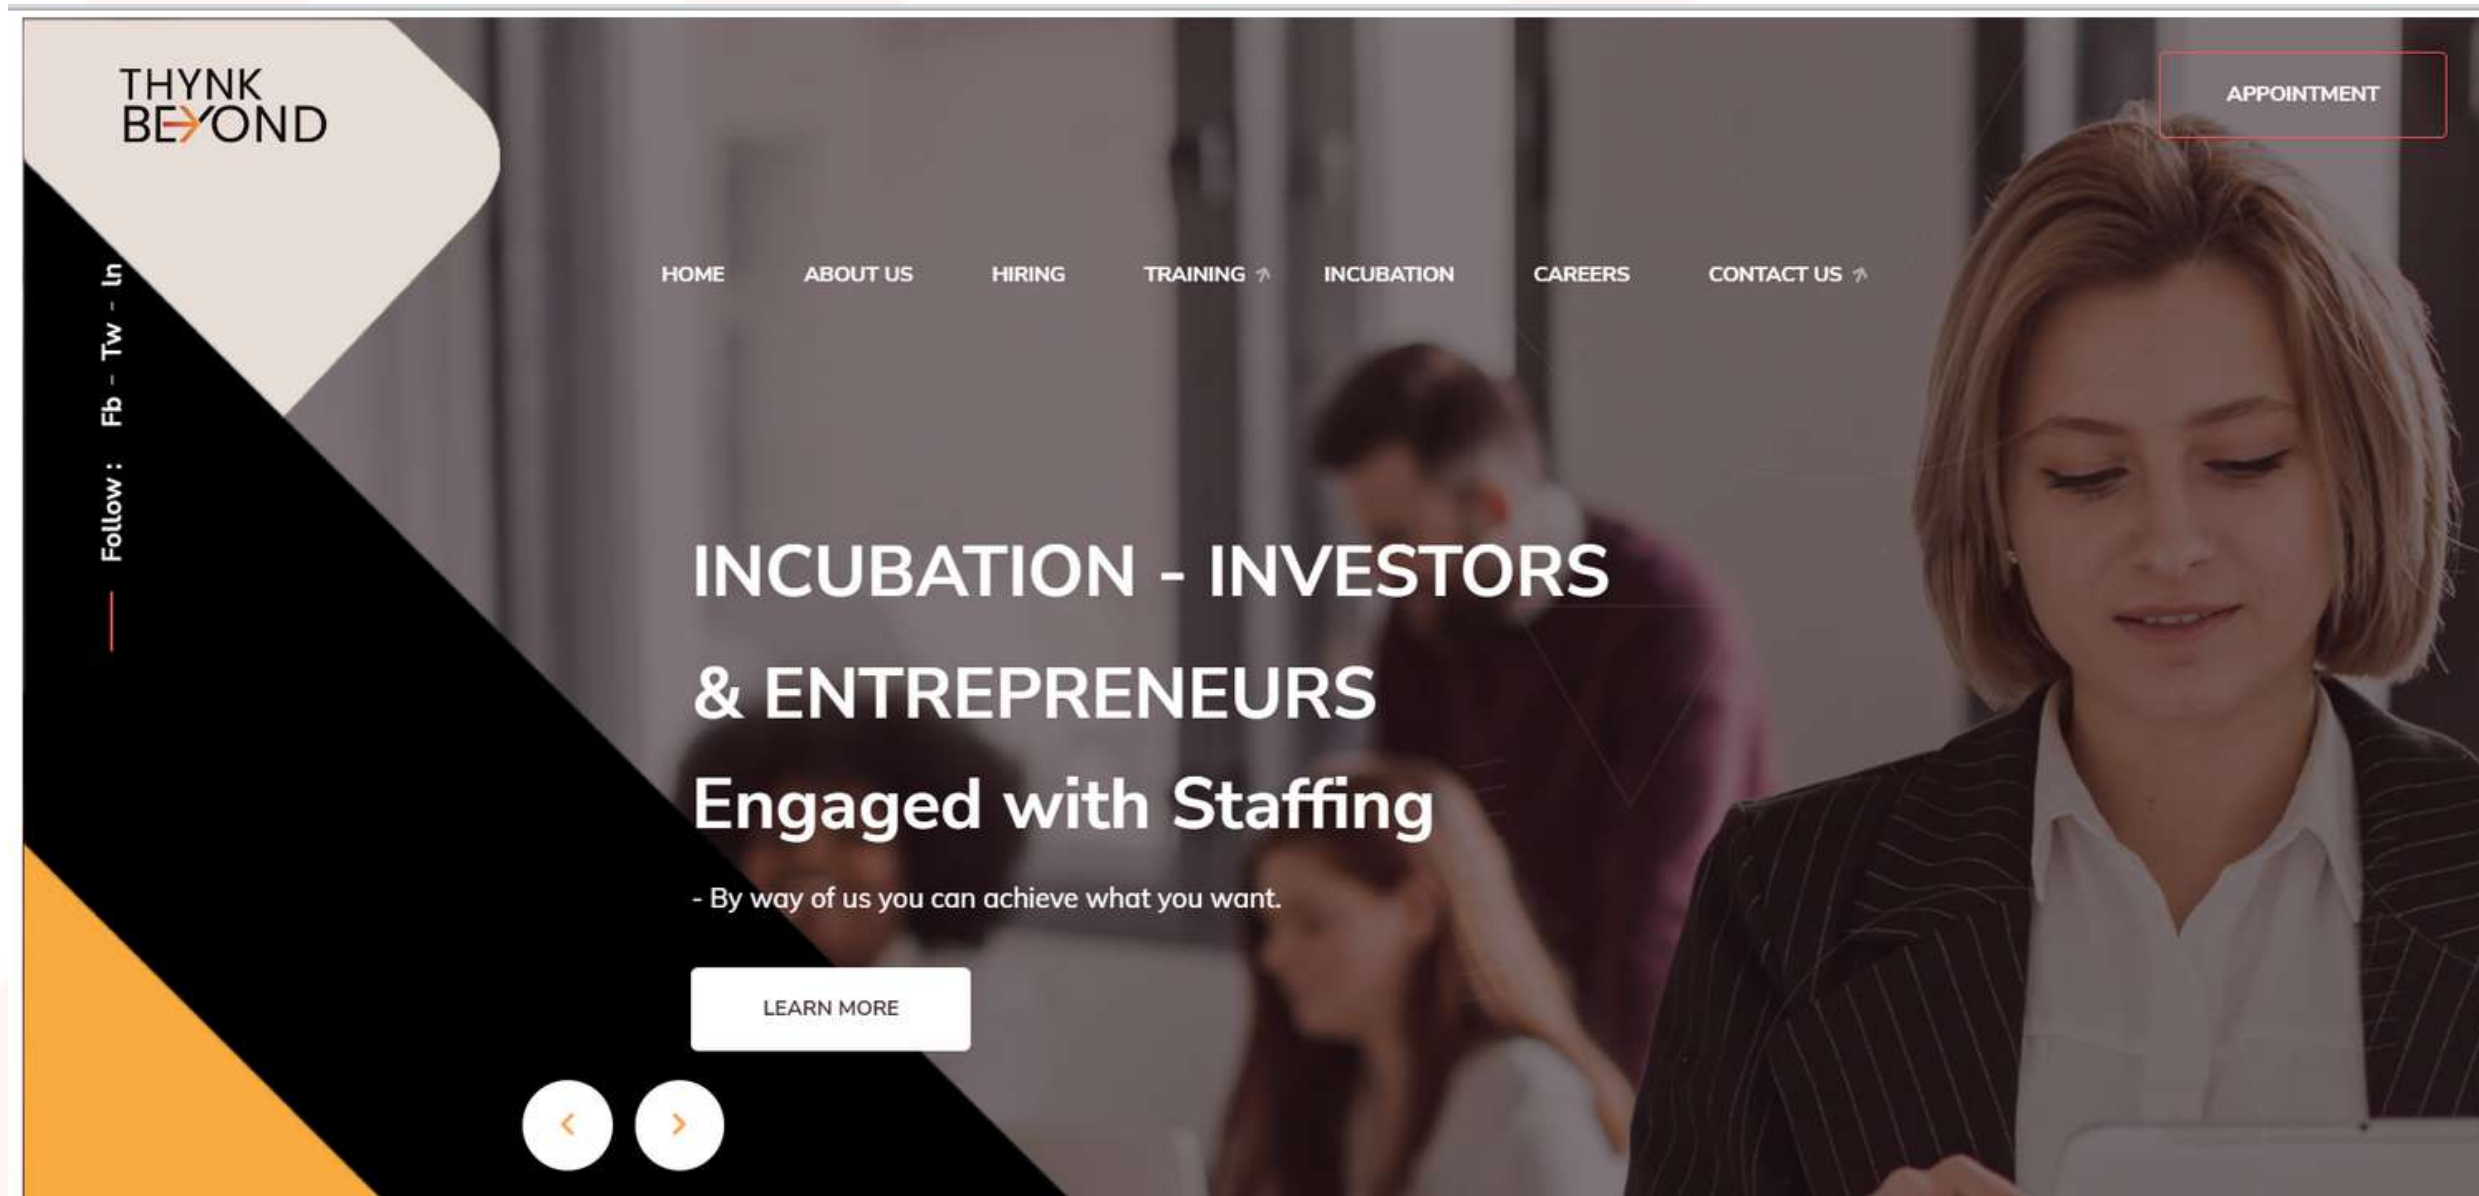 THYNK
BEYOND
APPOINTMENT
HOME ABOUT US HIRING TRAINING INCUBATION CAREERS CONTACT US
Follow : Fb - Tw - Ln
INCUBATION - INVESTORS
& ENTREPRENEURS
Engaged with Staffing
- By way of us you can achieve what you want.
LEARN MORE